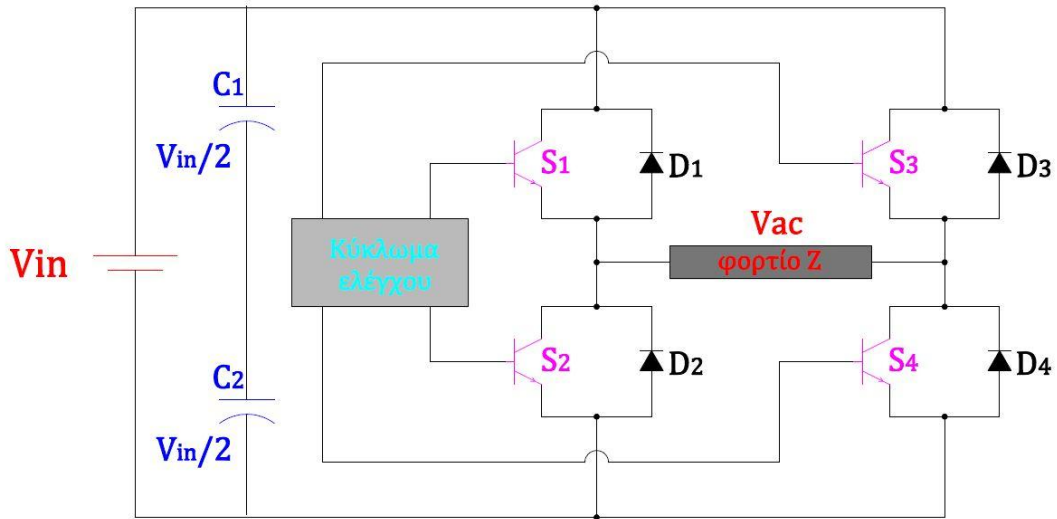 C1
Vin/2
S1
D1
S3
D3
Vac
Vin
Κύκλωμα
ελέγχου
φορτίο Z
C2
S2
D2
S4
D4
Vin/2